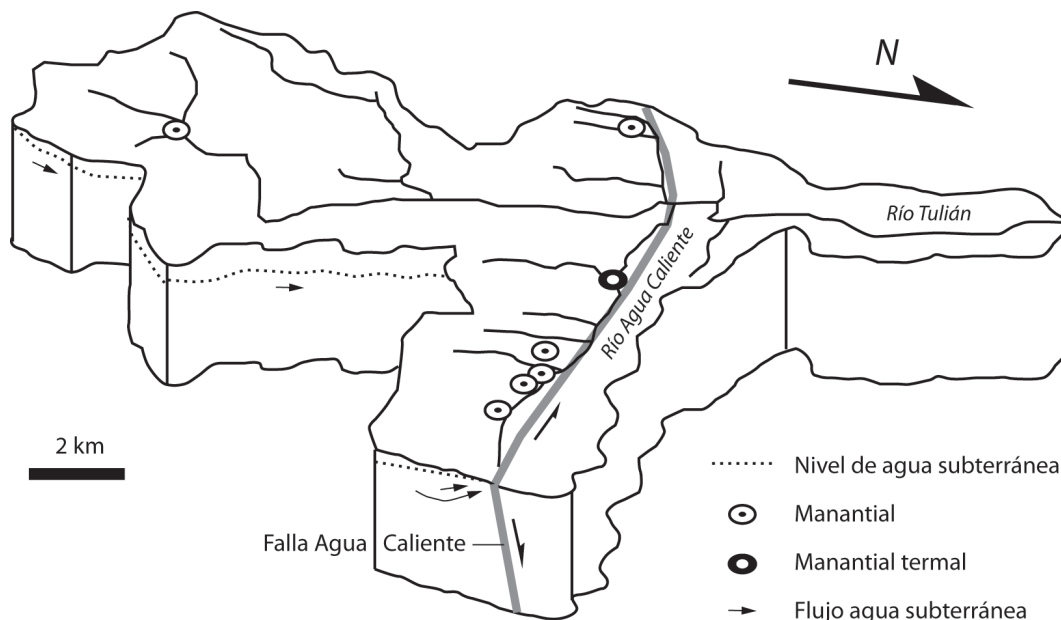 N
Río Tulián
Río Agua Caliente
2 km
Falla Agua Caliente
Nivel de agua subterránea
Manantial
Manantial termal
Flujo agua subterránea